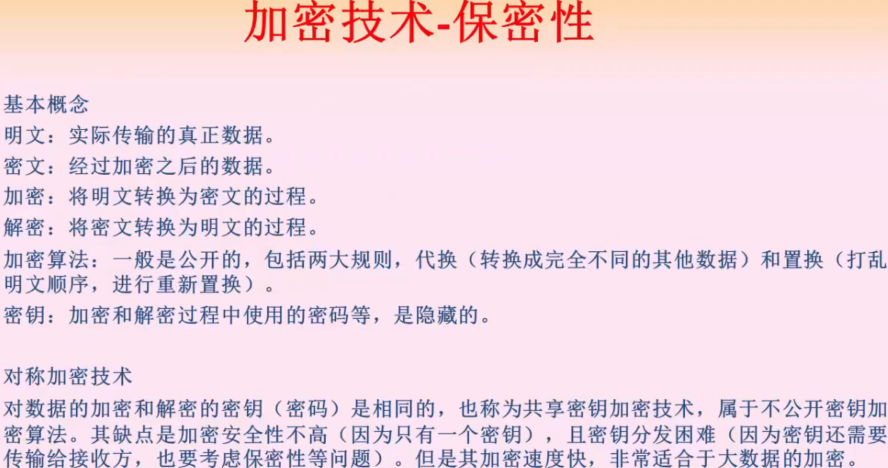 加密技术-保密性
基本概念
明文：实际传输的真正数据。
密文：经过加密之后的数据。
加密：将明文转换为密文的过程。
解密：将密文转换为明文的过程。
加密算法：一般是公开的，包括两大规则，代换（转换成完全不同的其他数据）和置换（打乱
明文顺序，进行重新置换）。
密钥：加密和解密过程中使用的密码等，是隐藏的。
对称加密技术
对数据的加密和解密的密钥（密码）是相同的，也称为共享密钥加密技术，属于不公开密钥加
密算法。其缺点是加密安全性不高（因为只有一个密钥），且密钥分发困难（因为密钥还需要
传输给接收方，也要考虑保密性等问题）。但是其加密速度快，非常适合于大数据的加密。